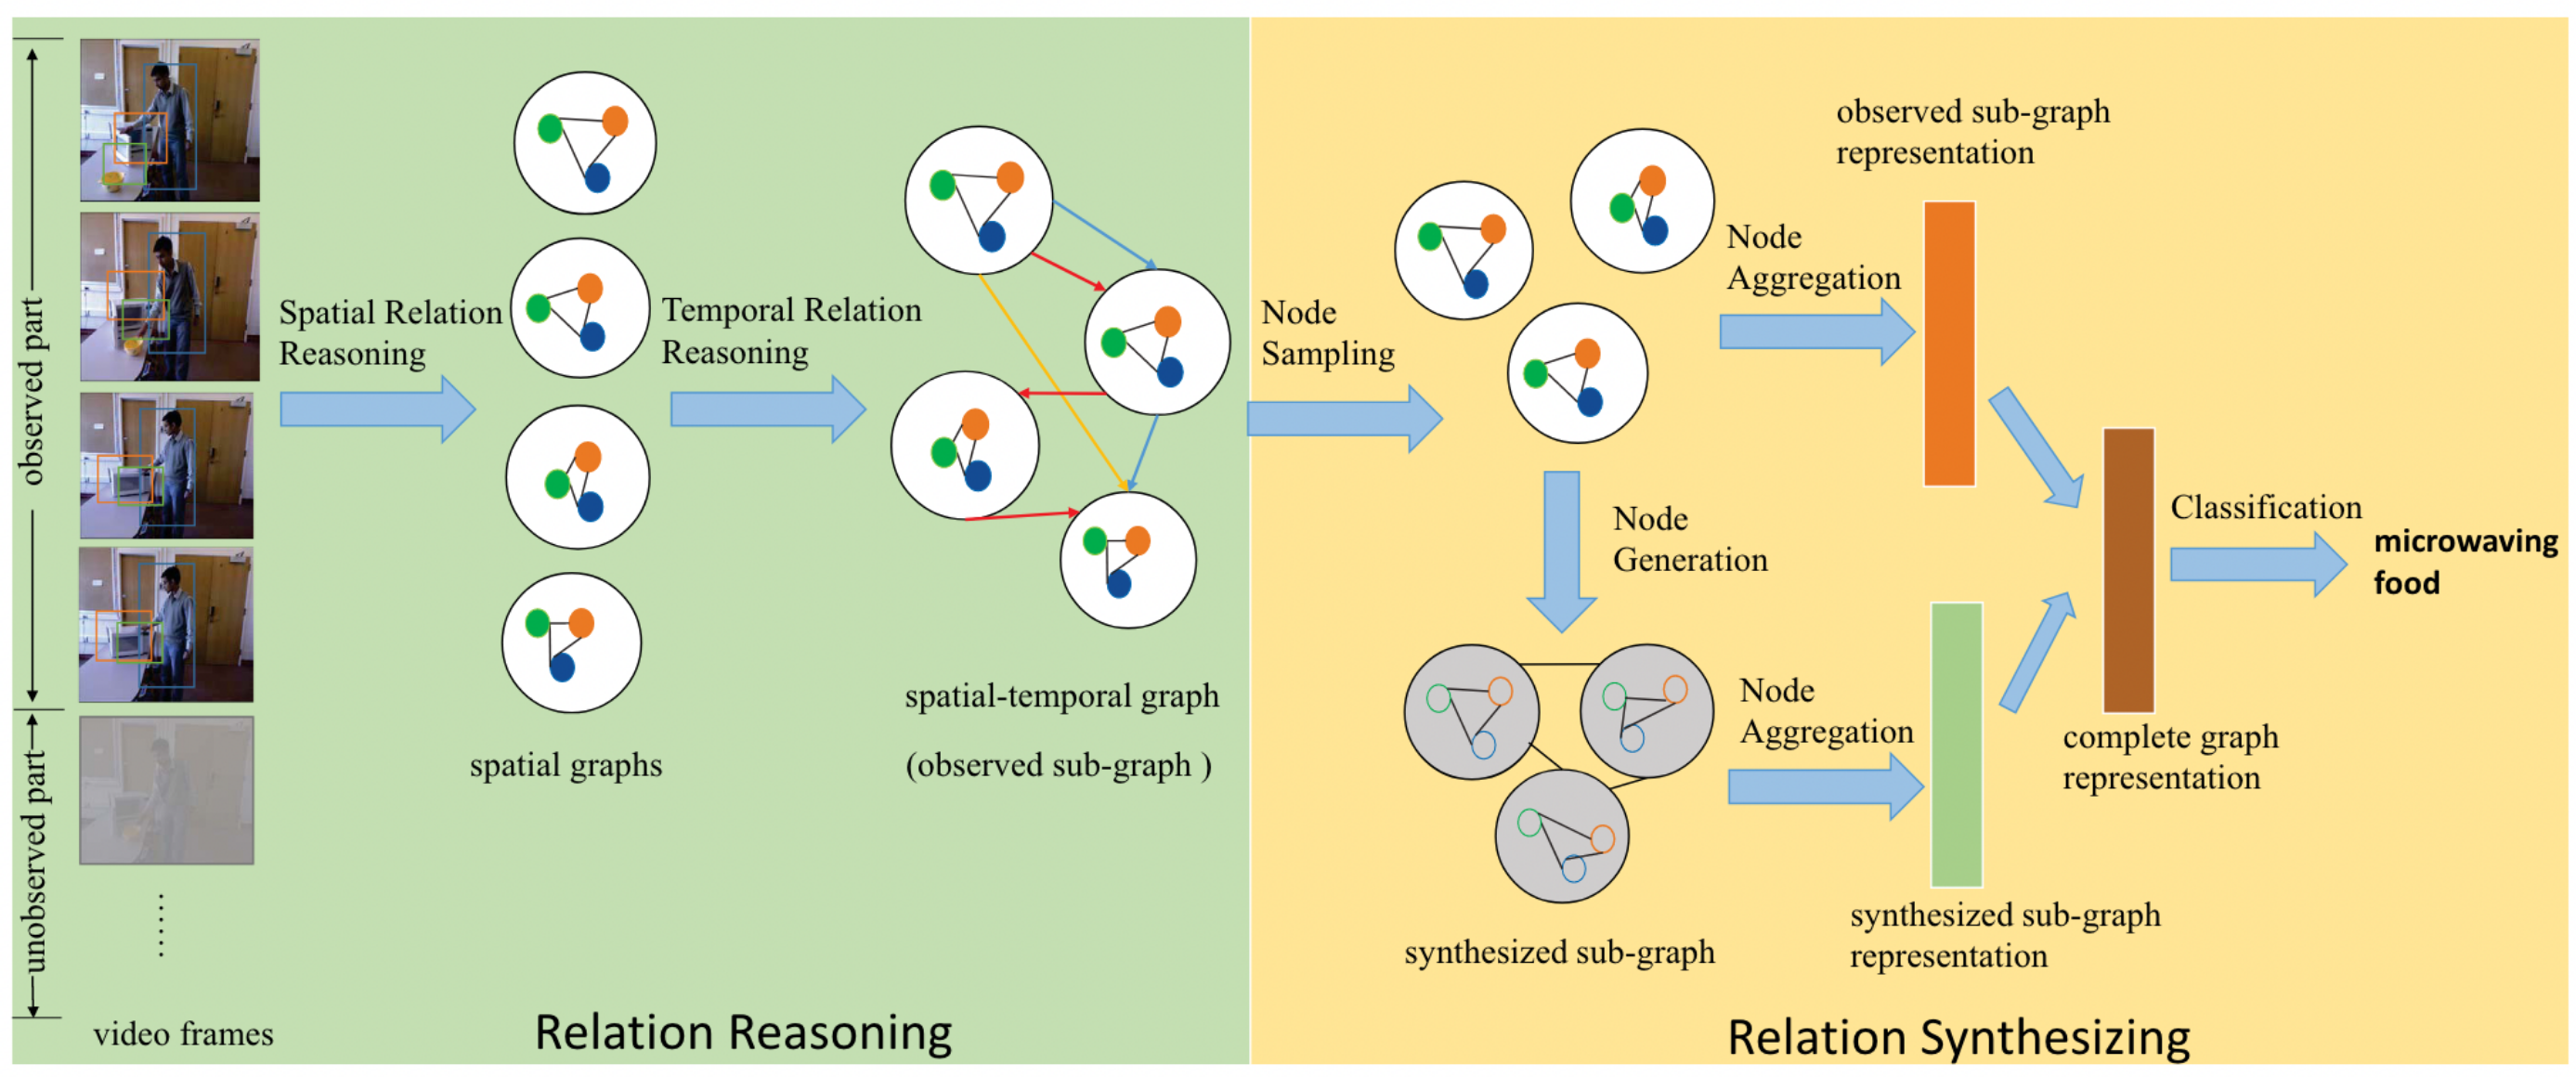 observed part
unobserved part
video frames
Spatial Relation
Reasoning
spatial graphs
Temporal Relation
Reasoning
spatial-temporal graph
(observed sub-graph )
Relation Reasoning
Node
Sampling
Node
Aggregation
observed sub-graph
representation
Node
Generation
synthesized sub-graph
Node
Aggregation
synthesized sub-graph
representation
complete graph
representation
Classification
microwaving
food
Relation Synthesizing